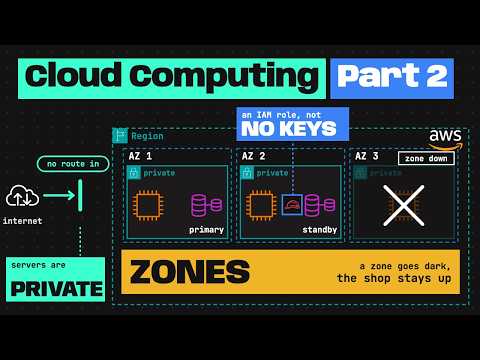 Cloud Computing Part 2
an IAM role, not
NO KEYS
aws
Region
no route in
AZ 1
AZ 2
AZ 3
zone down
private
private
private
internet
primary
standby
servers are
PRIVATE
ZONES
a zone goes dark,
the shop stays up